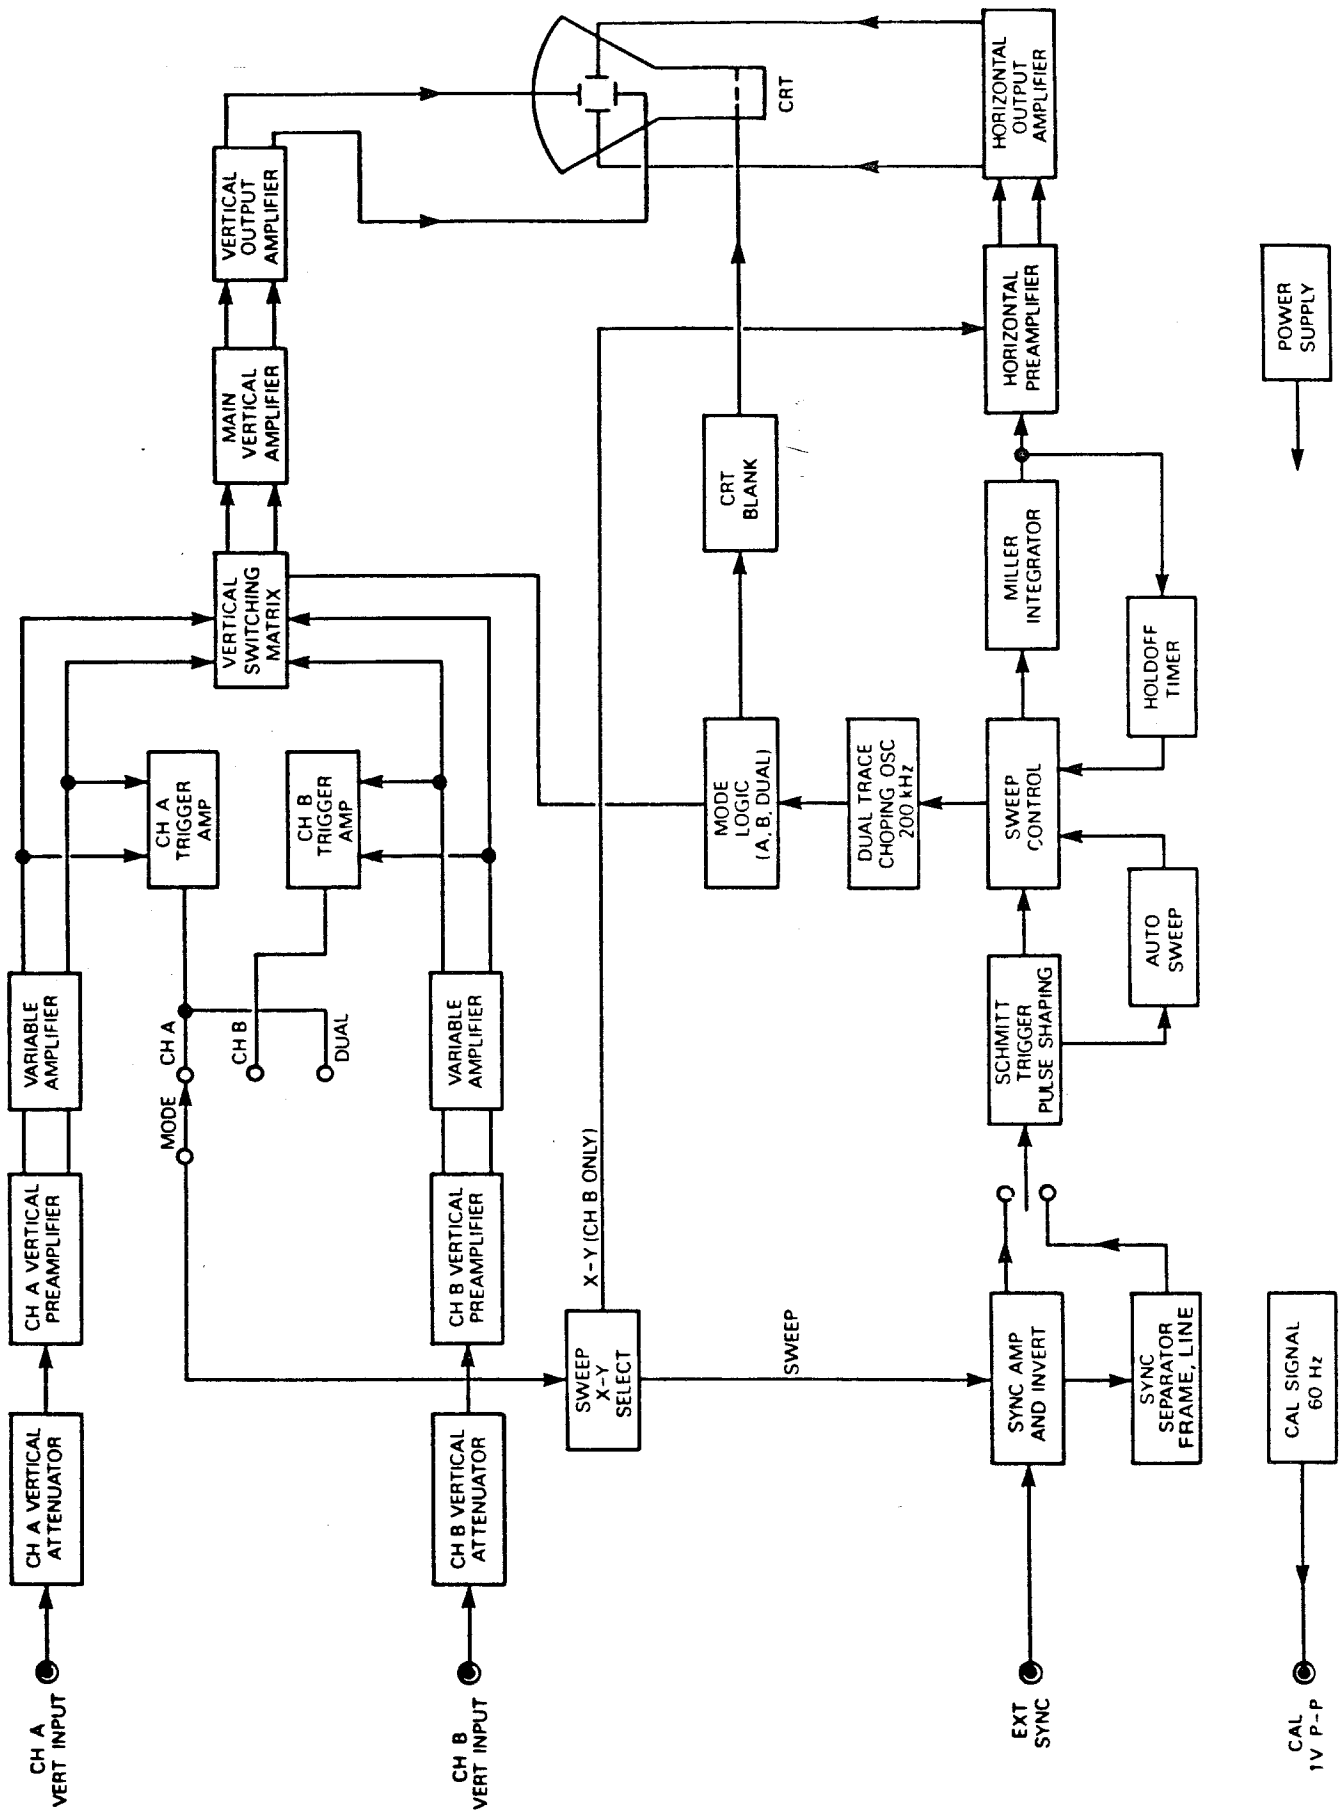 CH A
VERT INPUT
CH A VERTICAL
ATTENUATOR
CH A VERTICAL
PREAMPLIFIER
VARIABLE
AMPLIFIER
MODE
CH A
CH B
DUAL
CH A
TRIGGER
AMP
CH B
TRIGGER
AMP
VERTICAL
SWITCHING
MATRIX
MAIN
VERTICAL
AMPLIFIER
VERTICAL
OUTPUT
AMPLIFIER
CH B
VERT INPUT
CH B VERTICAL
ATTENUATOR
CH B VERTICAL
PREAMPLIFIER
VARIABLE
AMPLIFIER
SWEEP
X-Y
SELECT
X-Y (CH B ONLY)
SWEEP
MODE
LOGIC
(A, B, DUAL)
CRT
BLANK
CRT
DUAL TRACE
CHOPING OSC
200 kHz
EXT
SYNC
SYNC AMP
AND INVERT
SYNC
SEPARATOR
FRAME, LINE
SCHMITT
TRIGGER
PULSE SHAPING
AUTO
SWEEP
SWEEP
CONTROL
MILLER
INTEGRATOR
HOLDOFF
TIMER
HORIZONTAL
PREAMPLIFIER
HORIZONTAL
OUTPUT
AMPLIFIER
CAL
1V P-P
CAL SIGNAL
60 Hz
POWER
SUPPLY